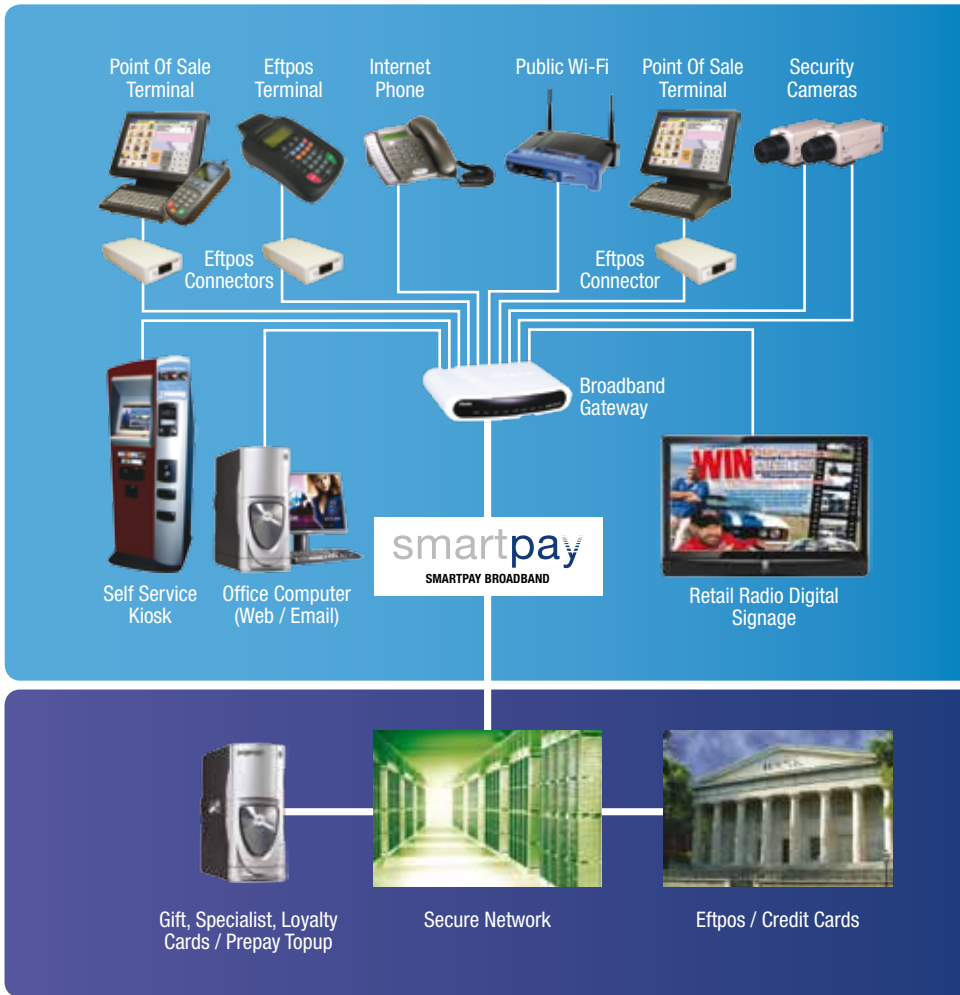 Point Of Sale
Terminal
Eftpos
Terminal
Internet
Phone
Public Wi-Fi
Point Of Sale
Terminal
Security
Cameras
Eftpos
Connectors
Eftpos
Connector
Broadband
Gateway
WIN
smartpay
SMARTPAY BROADBAND
Self Service
Kiosk
Office Computer
(Web / Email)
Retail Radio Digital
Signage
Gift, Specialist, Loyalty
Cards / Prepay Topup
Secure Network
Eftpos / Credit Cards